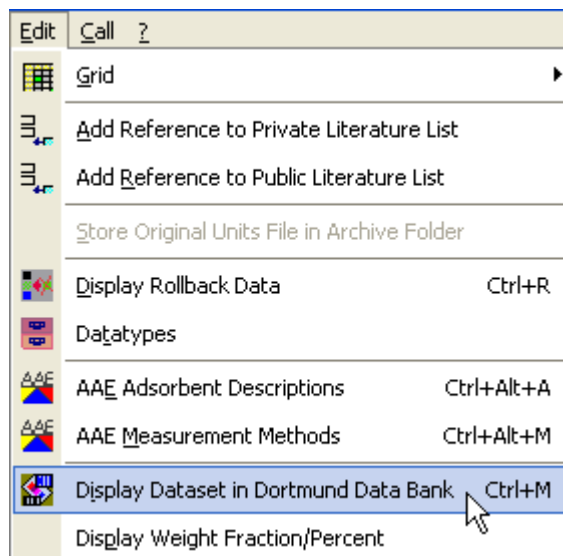 Edit Call ?
Grid
Add Reference to Private Literature List
Add Reference to Public Literature List
Store Original Units File in Archive Folder
Display Rollback Data Ctrl+R
Datatypes
AAE AAE Adsorbent Descriptions Ctrl+Alt+A
AAE AAE Measurement Methods Ctrl+Alt+M
Display Dataset in Dortmund Data Bank Ctrl+M
Display Weight Fraction/Percent